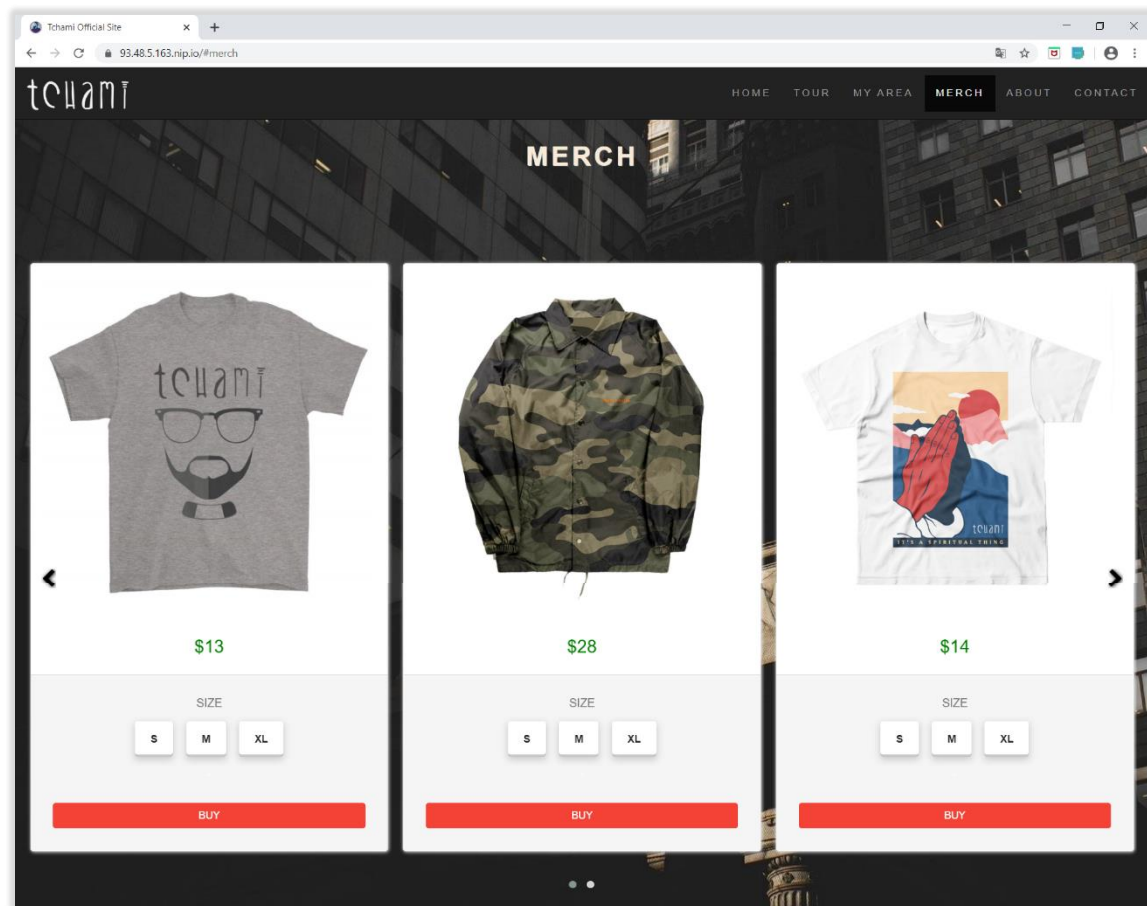 Tchami Official Site
93.48.5.163.nip.io/#merch
tchami
HOME TOUR MY AREA MERCH ABOUT CONTACT
MERCH
tchami
tchami
IT'S A SPIRITUAL THING
$13 $28 $14
SIZE SIZE SIZE
S M XL S M XL S M XL
BUY BUY BUY